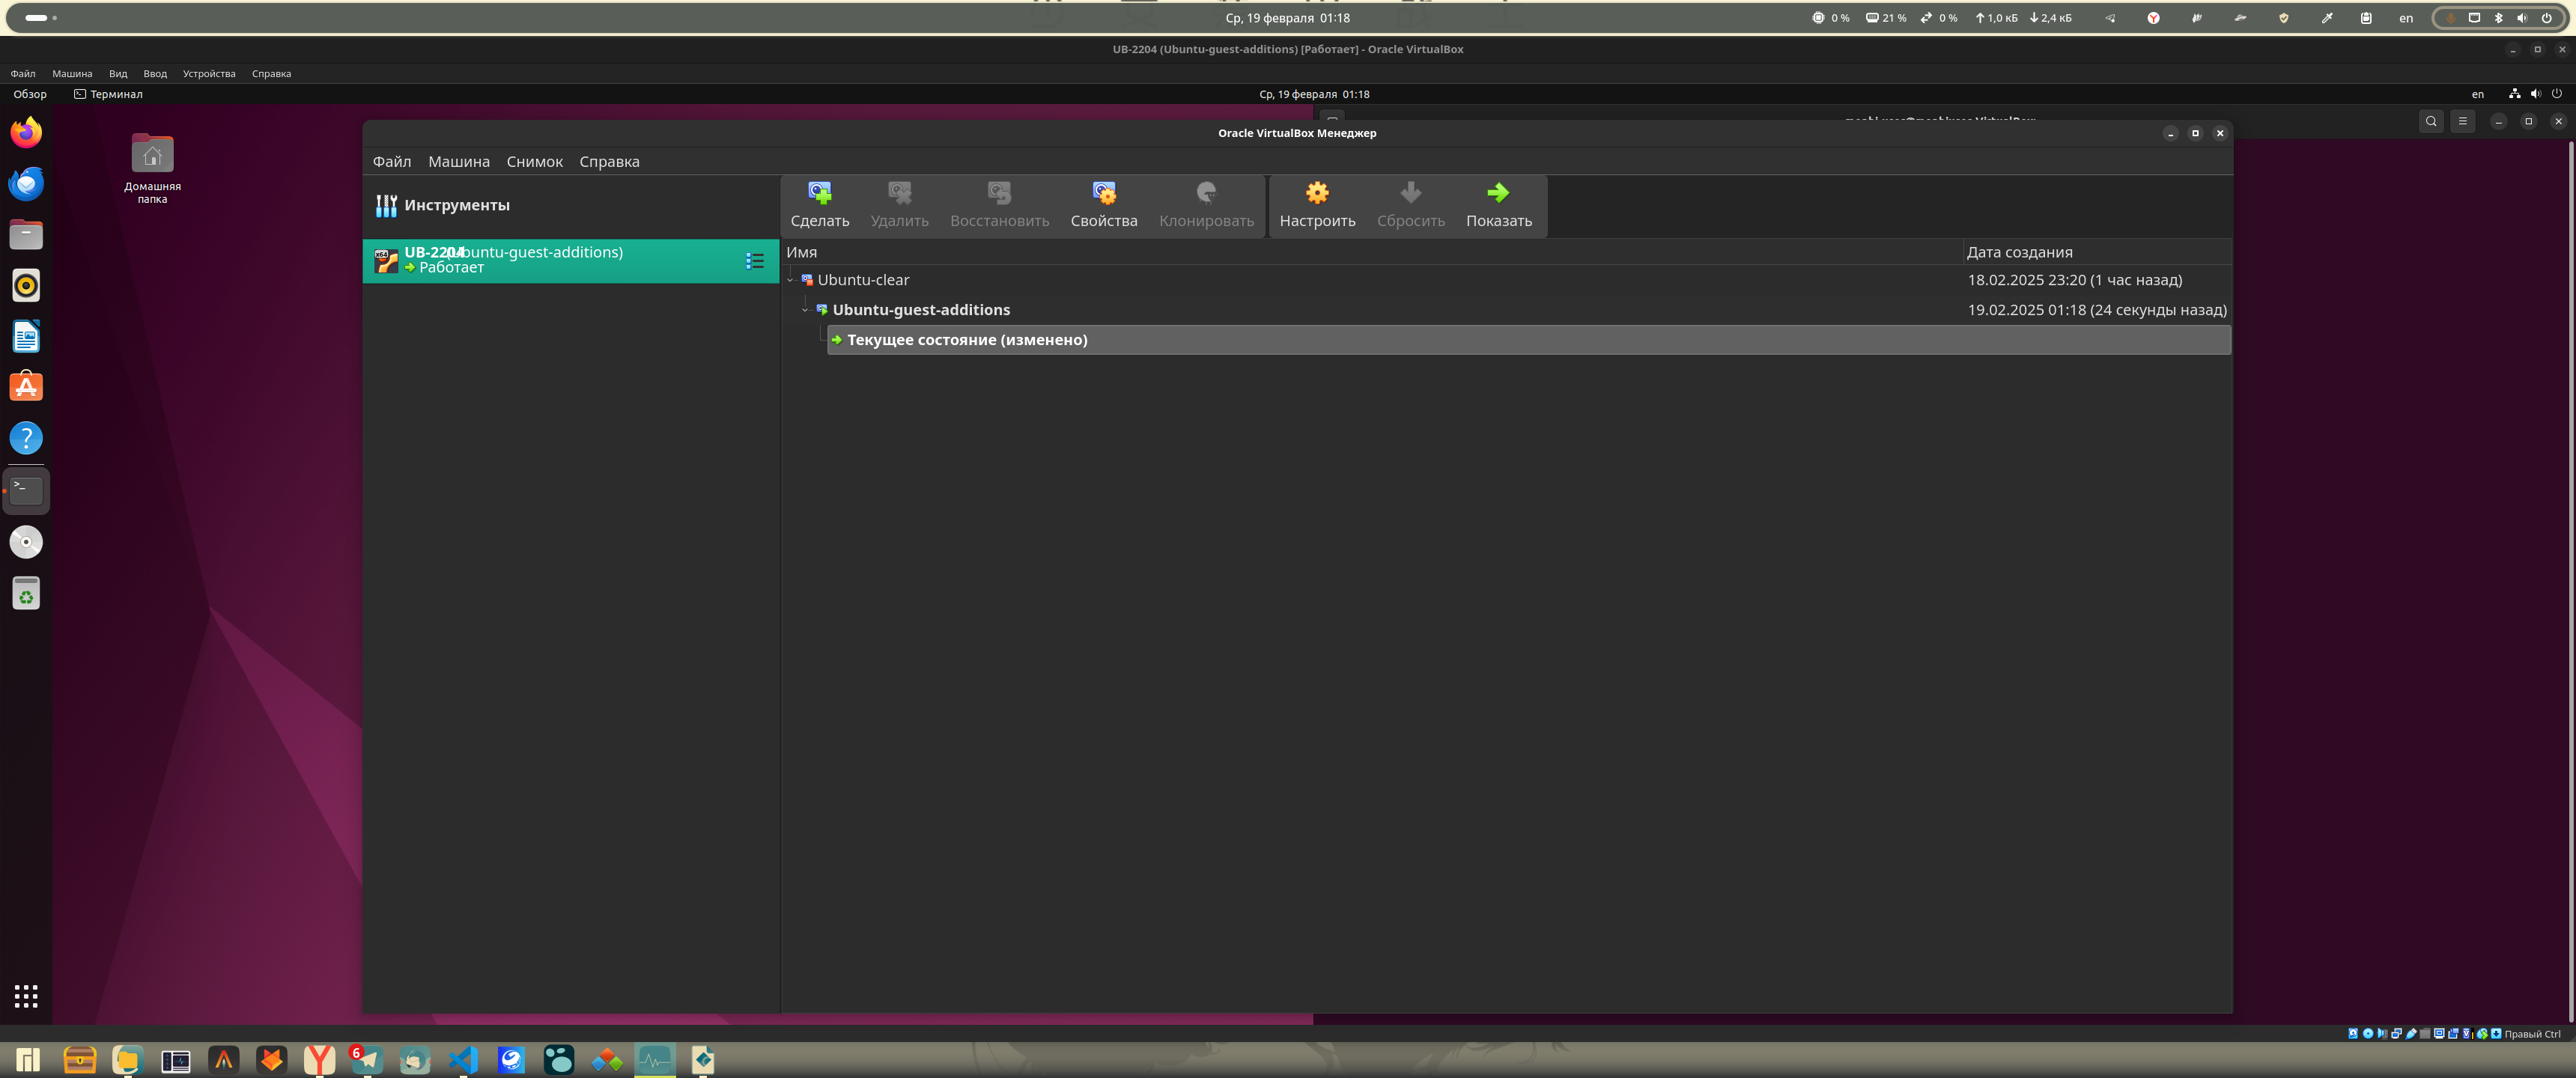 Ср, 19 февраля 01:18
0 %
21 %
0 %
1,0 кБ
2,4 кБ
en
UB-2204 (Ubuntu-guest-additions) [Работает] - Oracle VirtualBox
Файл Машина Вид Ввод Устройства Справка
Обзор Терминал
Ср, 19 февраля 01:18
en
Домашняя
папка
Oracle VirtualBox Менеджер
Файл Машина Снимок Справка
Инструменты
UB-2204 (Ubuntu-guest-additions)
Работает
Сделать Удалить Восстановить Свойства Клонировать Настроить Сбросить Показать
Имя Дата создания
Ubuntu-clear 18.02.2025 23:20 (1 час назад)
Ubuntu-guest-additions 19.02.2025 01:18 (24 секунды назад)
Текущее состояние (изменено)
Правый Ctrl
6